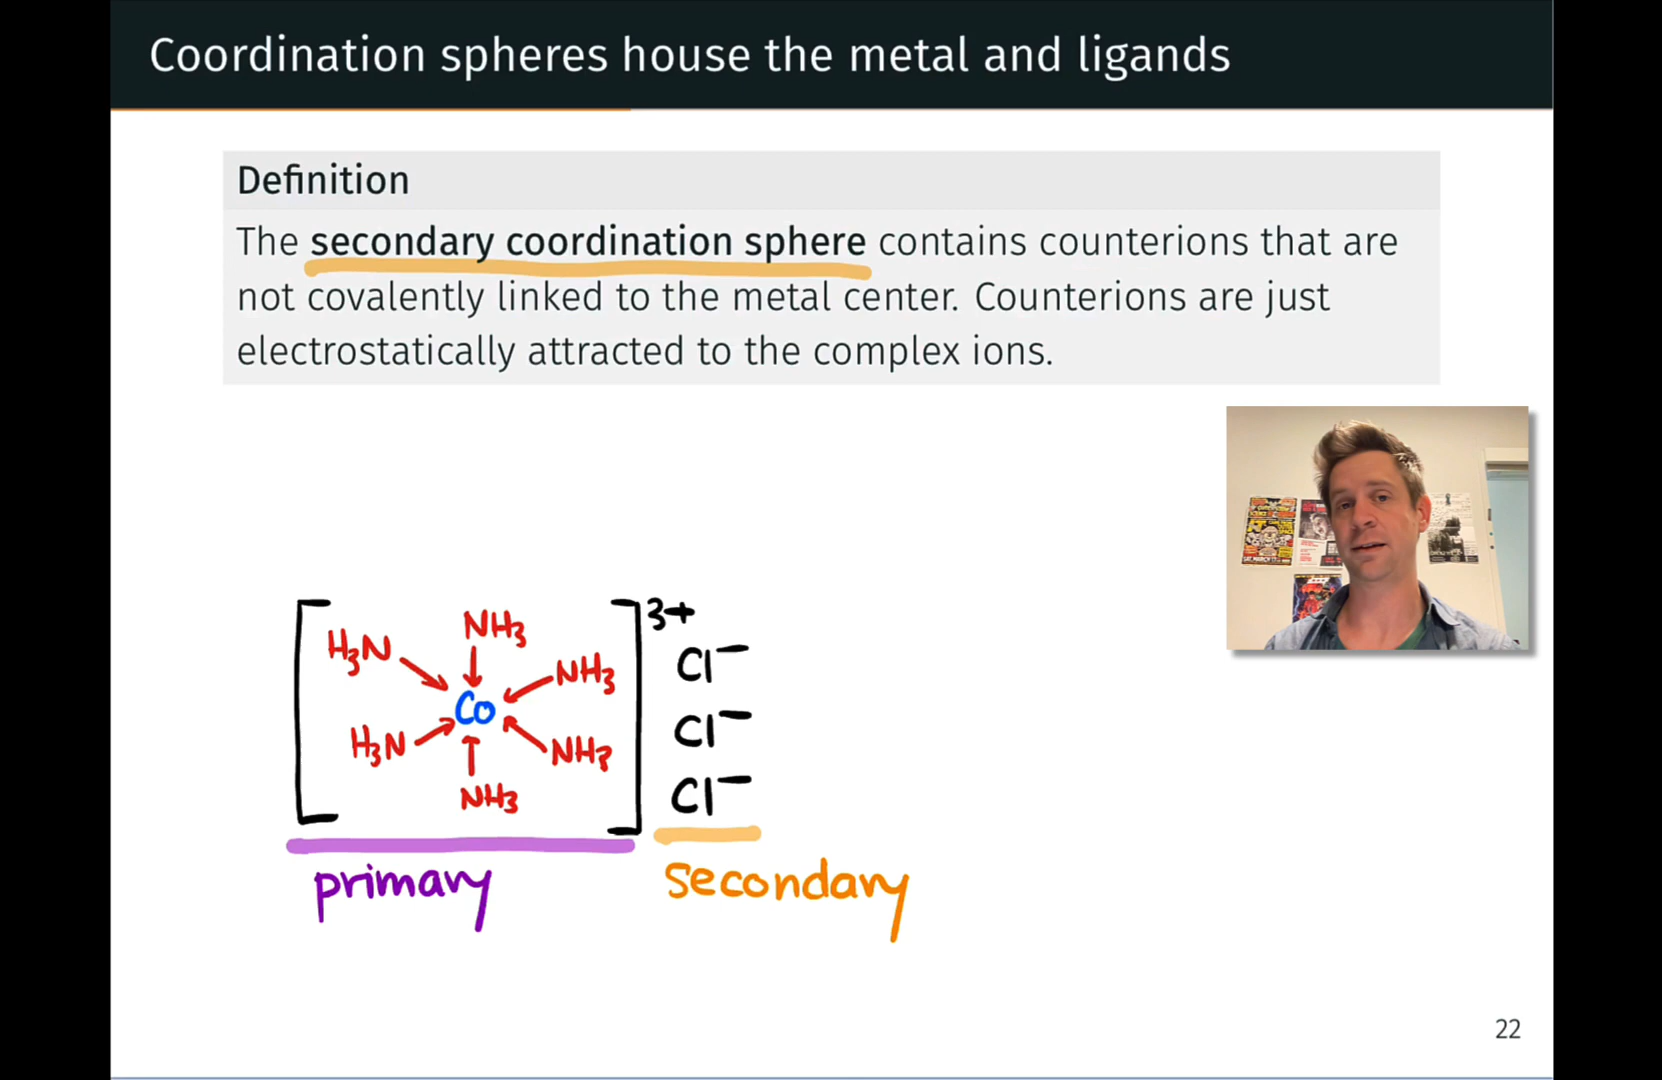 Coordination spheres house the metal and ligands
Definition
The secondary coordination sphere contains counterions that are
not covalently linked to the metal center. Counterions are just
electrostatically attracted to the complex ions.
3+
NH3
H3N
NH3
Cl−
Co
H3N
NH3
Cl−
NH3
Cl−
primary
secondary
22